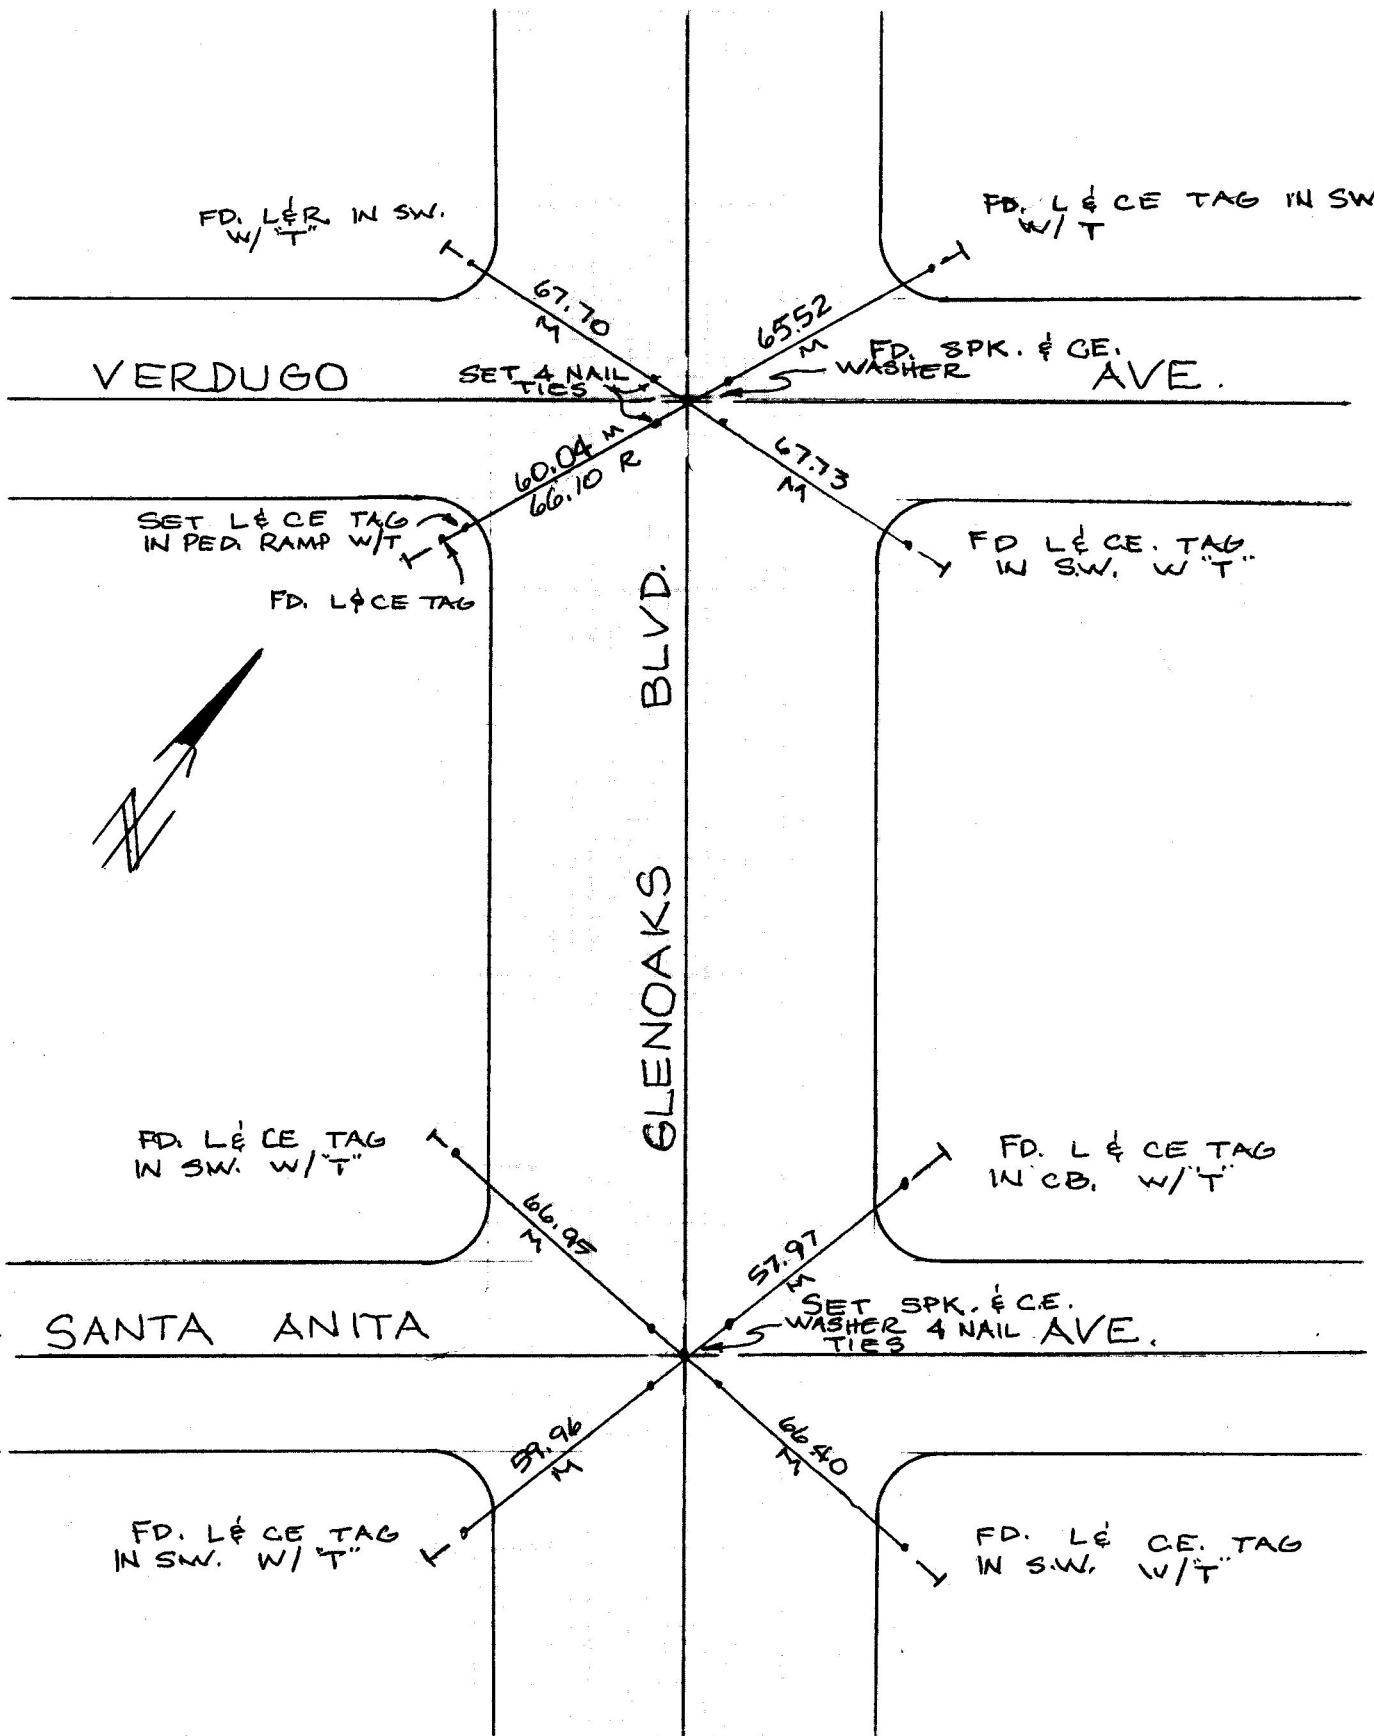 FD. L&R. IN SW.
W/ "T"
FD. L & CE TAG IN SW
W/ T
67.70
M
65.52
M
FD. SPK. & CE.
WASHER
VERDUGO AVE.
SET 4 NAIL
TIES
60.04 M
66.10 R
67.73
M
SET L & CE TAG
IN PED. RAMP W/T
FD. L & CE TAG
FD L & CE. TAG
IN S.W. W "T"
N
GLENOAKS BLVD.
FD. L & CE TAG
IN SW. W/"T"
FD. L & CE TAG
IN CB. W/"T"
66.95
M
57.97
M
SET SPK. & C.E.
WASHER 4 NAIL
TIES
SANTA ANITA AVE.
59.96
M
66.40
M
FD. L & CE TAG
IN SW. W/ "T"
FD. L & C.E. TAG
IN S.W. W/"T"